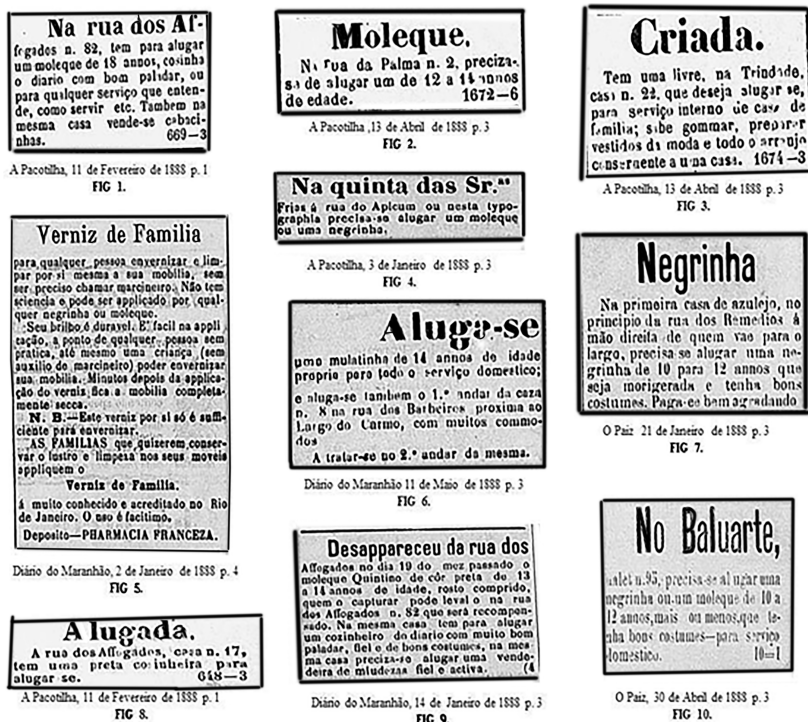 Na rua dos Af-
fogados n. 82, tem para alugar
um moleque de 18 annos, cosinha
o diario com bom paladar, ou
para qualquer serviço que enten-
de, como servir etc. Tambem na
mesma casa vende-se cabaci-
nhas. 669—3
A Pacotilha, 11 de Fevereiro de 1888 p. 1
FIG 1.
Moleque,
Na rua da Palma n. 2, preciza-
sa de alugar um de 12 a 14 annos
de edade. 1672—6
A Pacotilha ,13 de Abril de 1888 p. 3
FIG 2.
Criada.
Tem uma livre, na Trindade,
casa n. 22, que deseja alugar se,
para serviço interno de casa de
familia; sabe gommar, preparar
vestidos da moda e todo o arranjo
consernente a uma casa. 1674—3
A Pacotilha, 13 de Abril de 1888 p. 3
FIG 3.
Na quinta das Sr.as
Frias á rua do Apicum ou nesta typo-
graphia precisa-se alugar um moleque
ou uma negrinha.
A Pacotilha, 3 de Janeiro de 1888 p. 3
FIG 4.
Verniz de Familia
para qualquer pessoa envernizar e lim-
par por si mesma a sua mobilia, sem
ser preciso chamar marcineiro. Não tem
sciencia e pode ser applicado por qual-
quer negrinha ou moleque.
Seu brilho é duravel. E' facil na appli
cação, a ponto de qualquer pessoa sem
pratica, até mesmo uma criança (sem
auxilio do marcineiro) poder envernizar
sua mobilia. Minutos depois da applica-
ção do verniz fica a mobilia completa-
mente secca.
N. B.—Este verniz por si só é suffi-
ciente para envernizar.
AS FAMILIAS que quizerem conser-
var o lustro e limpeza nos seus moveis
appliquem o
Verniz de Familia.
á muito conhecido e acreditado no Rio
de Janeiro. O uso é facitimo.
Deposito—PHARMACIA FRANCEZA.
Diário do Maranhão, 2 de Janeiro de 1888 p. 4
FIG 5.
Aluga-se
uma mulatinha de 14 annos de idade
propria para todo o serviço domestico;
e aluga-se tambem o 1.º andar da caza
n. 8 na rua dos Barbeiros proxima ao
Largo do Carmo, com muitos commo-
dos
A tratar-se no 2.º andar da mesma.
Diário do Maranhão 11 de Maio de 1888 p. 3
FIG 6.
Negrinha
Na primeira casa de azulejo, no
principio da rua dos Remedios á
mão direita de quem vae para o
largo, precisa-se alugar uma ne-
grinha de 10 para 12 annos que
seja morigerada e tenha bons
costumes. Paga-se bem agradando
O Paiz 21 de Janeiro de 1888 p. 3
FIG 7.
Alugada.
A rua dos Affogados, casa n. 17,
tem uma preta cosinheira para
alugar se. 648—3
A Pacotilha, 11 de Fevereiro de 1888 p. 1
FIG 8.
Desappareceu da rua dos
Affogados no dia 19 do mez passado o
moleque Quintino de côr preta de 13
a 14 annos de idade, rosto comprido,
quem o capturar pode leval o na rua
dos Affogados n. 82 que será recompen-
sado. Na mesma casa tem para alugar
um cozinheiro do diario com muito bom
paladar, fiel e de bons costumes, na mes-
ma casa preciza-so alugar uma vende-
deira de miudezas fiel e activa. (4
Diário do Maranhão, 14 de Janeiro de 1888 p. 3
FIG 9.
No Baluarte,
chalet n.95, precisa-se alugar uma
negrinha ou um moleque de 10 a
12 annos,mais ou menos,que te-
nha bons costumes—para serviço
domestico. 10—1
O Paiz, 30 de Abril de 1888 p. 3
FIG 10.